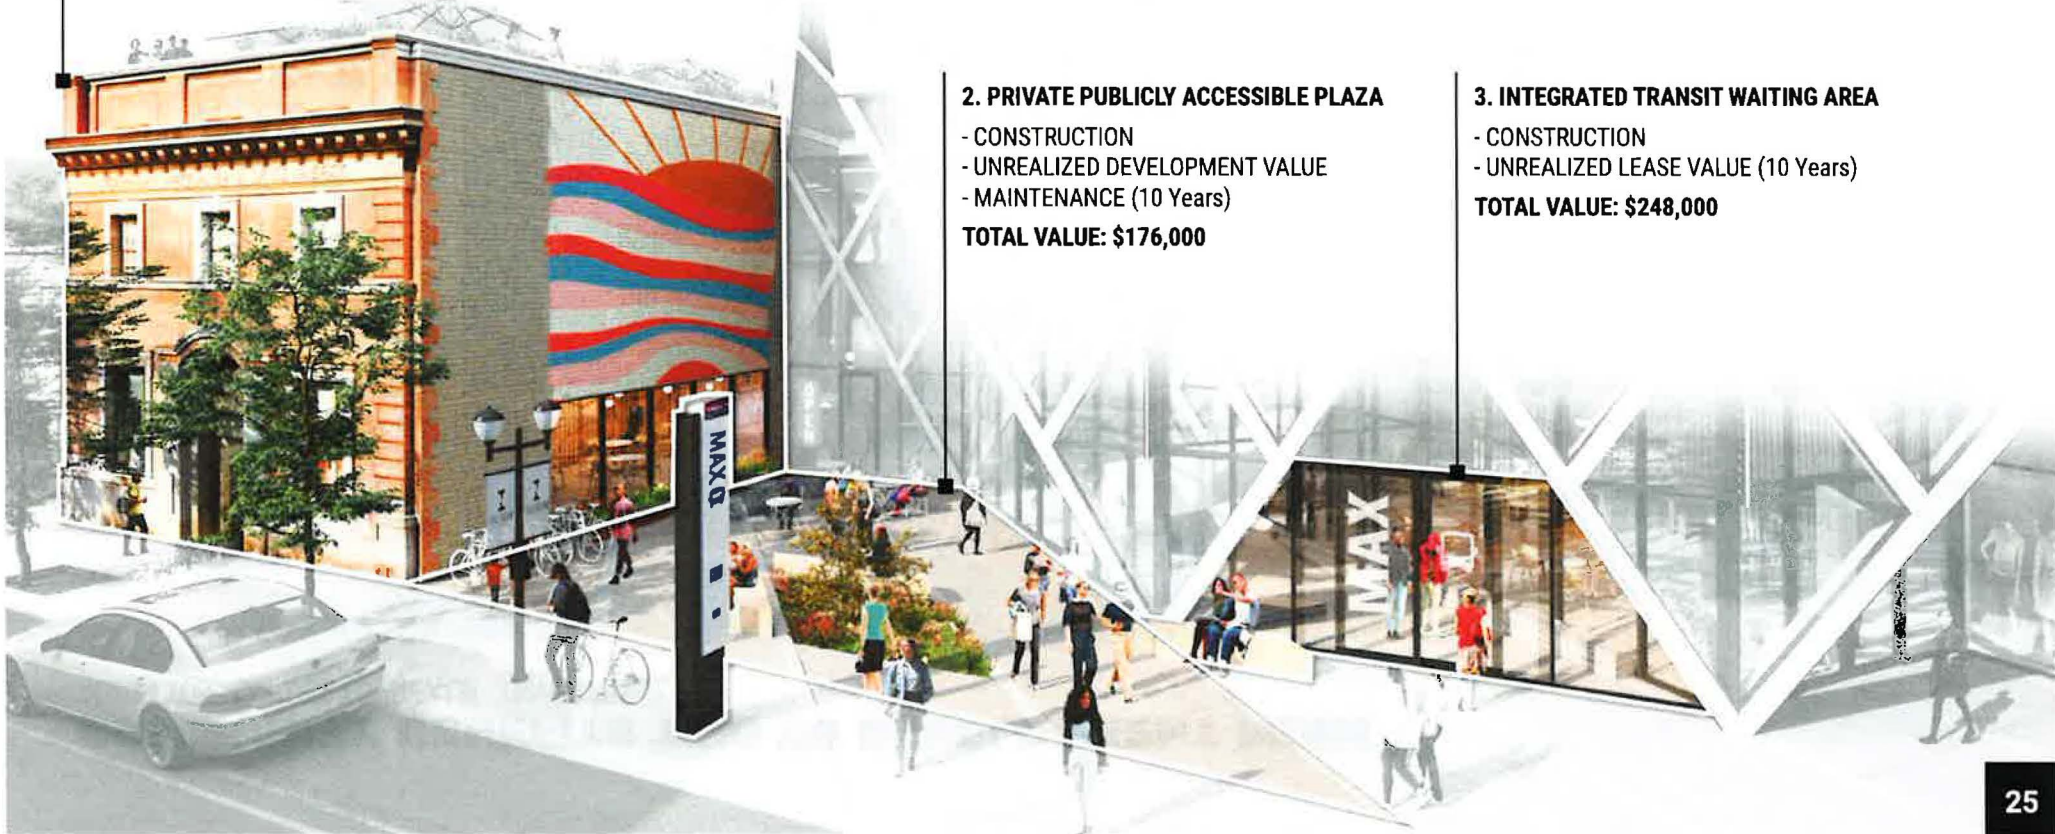 2. PRIVATE PUBLICLY ACCESSIBLE PLAZA
- CONSTRUCTION
- UNREALIZED DEVELOPMENT VALUE
- MAINTENANCE (10 Years)
TOTAL VALUE: $176,000
3. INTEGRATED TRANSIT WAITING AREA
- CONSTRUCTION
- UNREALIZED LEASE VALUE (10 Years)
TOTAL VALUE: $248,000
MAX
MAX
25